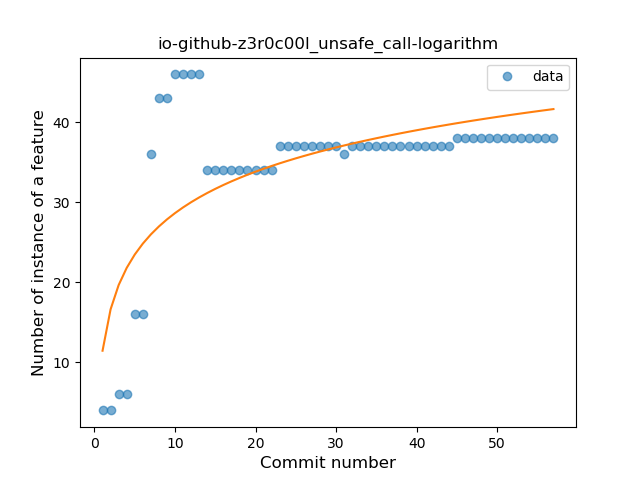 io-github-z3r0c00l_unsafe_call-logarithm
data
Number of instance of a feature
40
30
20
10
0
10
20
30
40
50
Commit number